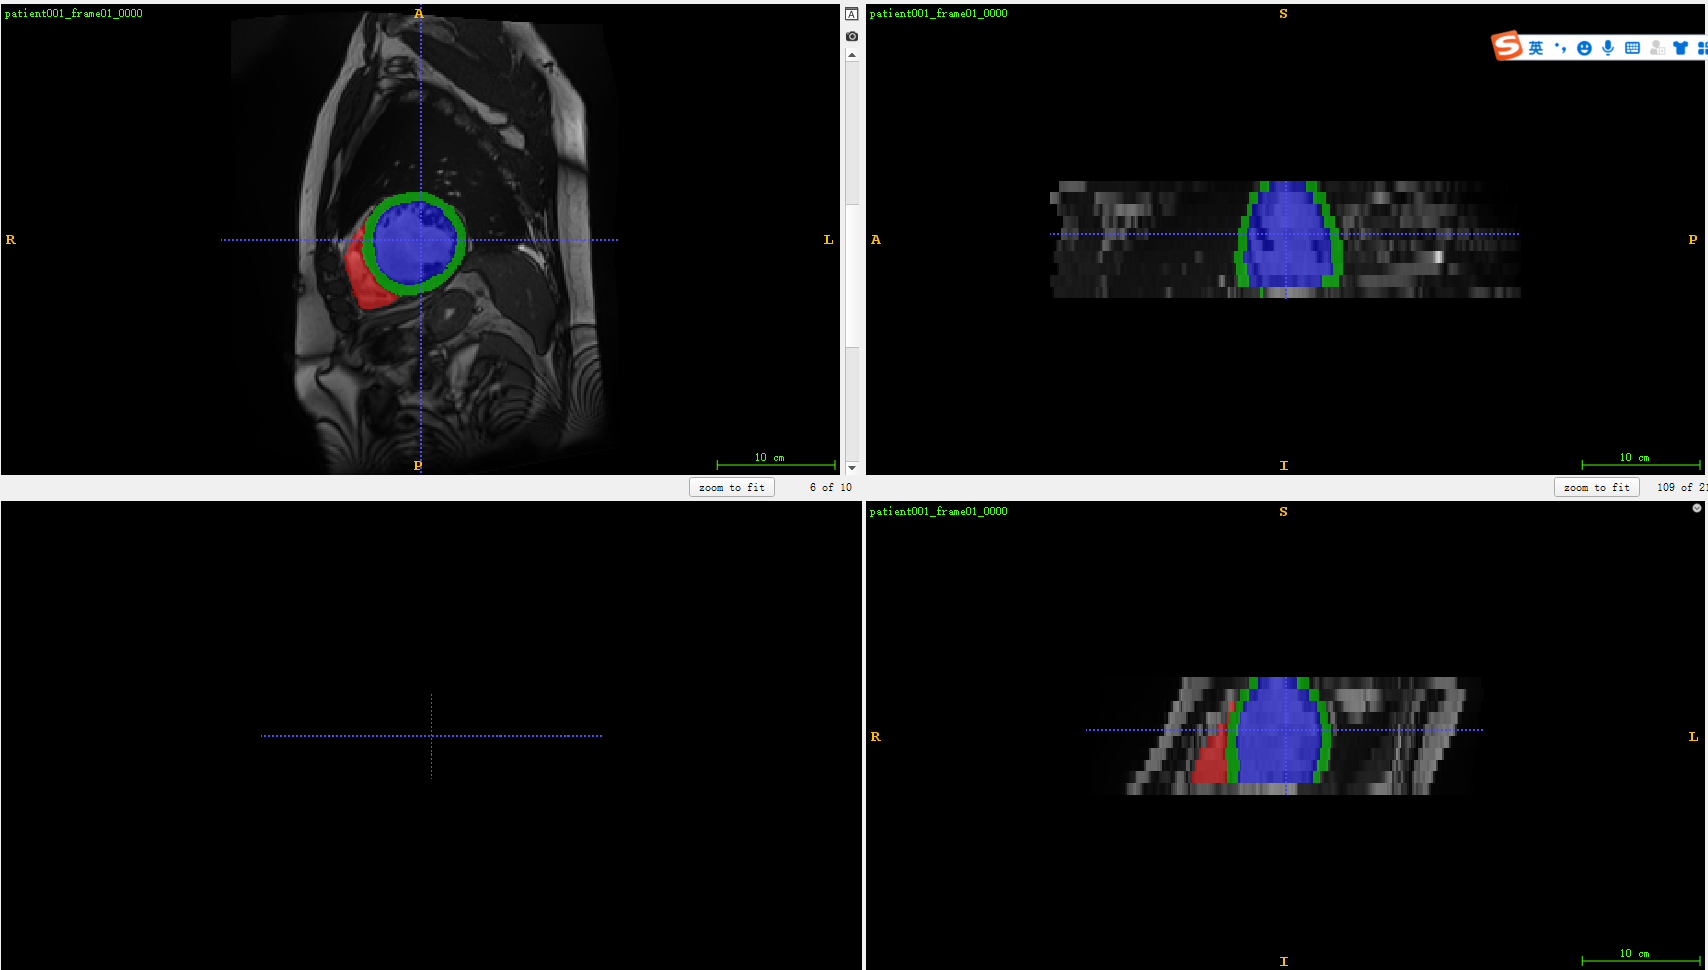 patient001_frame01_0000
A
R
L
P
10 cm
zoom to fit
6 of 10
A
patient001_frame01_0000
S
A
P
I
10 cm
S
英
zoom to fit
109 of 21
patient001_frame01_0000
S
R
L
I
10 cm